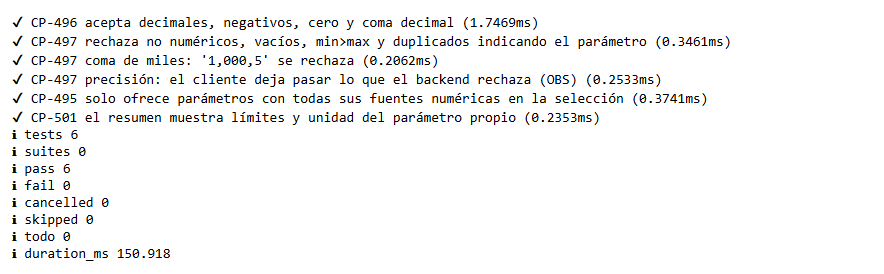 ✔ CP-496 acepta decimales, negativos, cero y coma decimal (1.7469ms)
✔ CP-497 rechaza no numéricos, vacíos, min>max y duplicados indicando el parámetro (0.3461ms)
✔ CP-497 coma de miles: '1,000,5' se rechaza (0.2062ms)
✔ CP-497 precisión: el cliente deja pasar lo que el backend rechaza (OBS) (0.2533ms)
✔ CP-495 solo ofrece parámetros con todas sus fuentes numéricas en la selección (0.3741ms)
✔ CP-501 el resumen muestra límites y unidad del parámetro propio (0.2353ms)
ℹ tests 6
ℹ suites 0
ℹ pass 6
ℹ fail 0
ℹ cancelled 0
ℹ skipped 0
ℹ todo 0
ℹ duration_ms 150.918